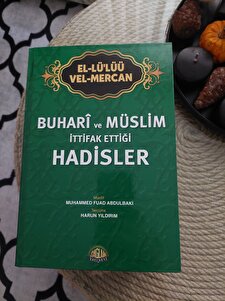 EL-LÜ'LÜÜ
VEL-MERCAN
BUHARÎ ve MÜSLİM
İTTİFAK ETTİĞİ
HADİSLER
MUHAMMED FUAD ABDULBAKİ
HARUN YILDIRIM